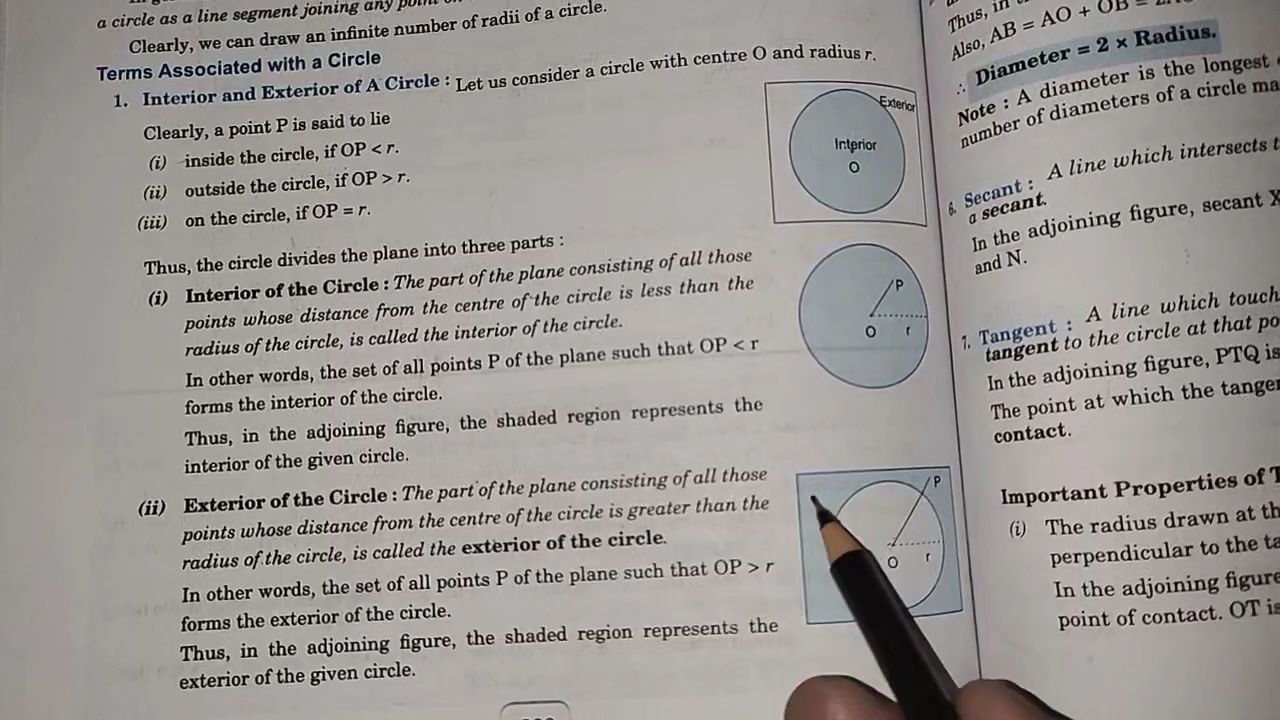 a circle as a line segment joining any point
Clearly, we can draw an infinite number of radii of a circle.
Terms Associated with a Circle
1. Interior and Exterior of A Circle : Let us consider a circle with centre O and radius r.
Clearly, a point P is said to lie
(i) inside the circle, if OP < r.
(ii) outside the circle, if OP > r.
(iii) on the circle, if OP = r.
Exterior
Interior
O
Thus, the circle divides the plane into three parts :
(i) Interior of the Circle : The part of the plane consisting of all those
points whose distance from the centre of the circle is less than the
radius of the circle, is called the interior of the circle.
In other words, the set of all points P of the plane such that OP < r
forms the interior of the circle.
Thus, in the adjoining figure, the shaded region represents the
interior of the given circle.
P
O r
(ii) Exterior of the Circle : The part of the plane consisting of all those
points whose distance from the centre of the circle is greater than the
radius of the circle, is called the exterior of the circle.
In other words, the set of all points P of the plane such that OP > r
forms the exterior of the circle.
Thus, in the adjoining figure, the shaded region represents the
exterior of the given circle.
P
O r
Thus, in
Also, AB = AO + OB =
∴ Diameter = 2 × Radius.
Note : A diameter is the longest
number of diameters of a circle
6. Secant : A line which intersects
a secant.
In the adjoining figure, secant X
and N.
7. Tangent : A line which
tangent to the circle at that
In the adjoining figure, PTQ is
The point at which the
contact.
Important Properties of
(i) The radius drawn at
perpendicular to the
In the adjoining figure
point of contact. OT is